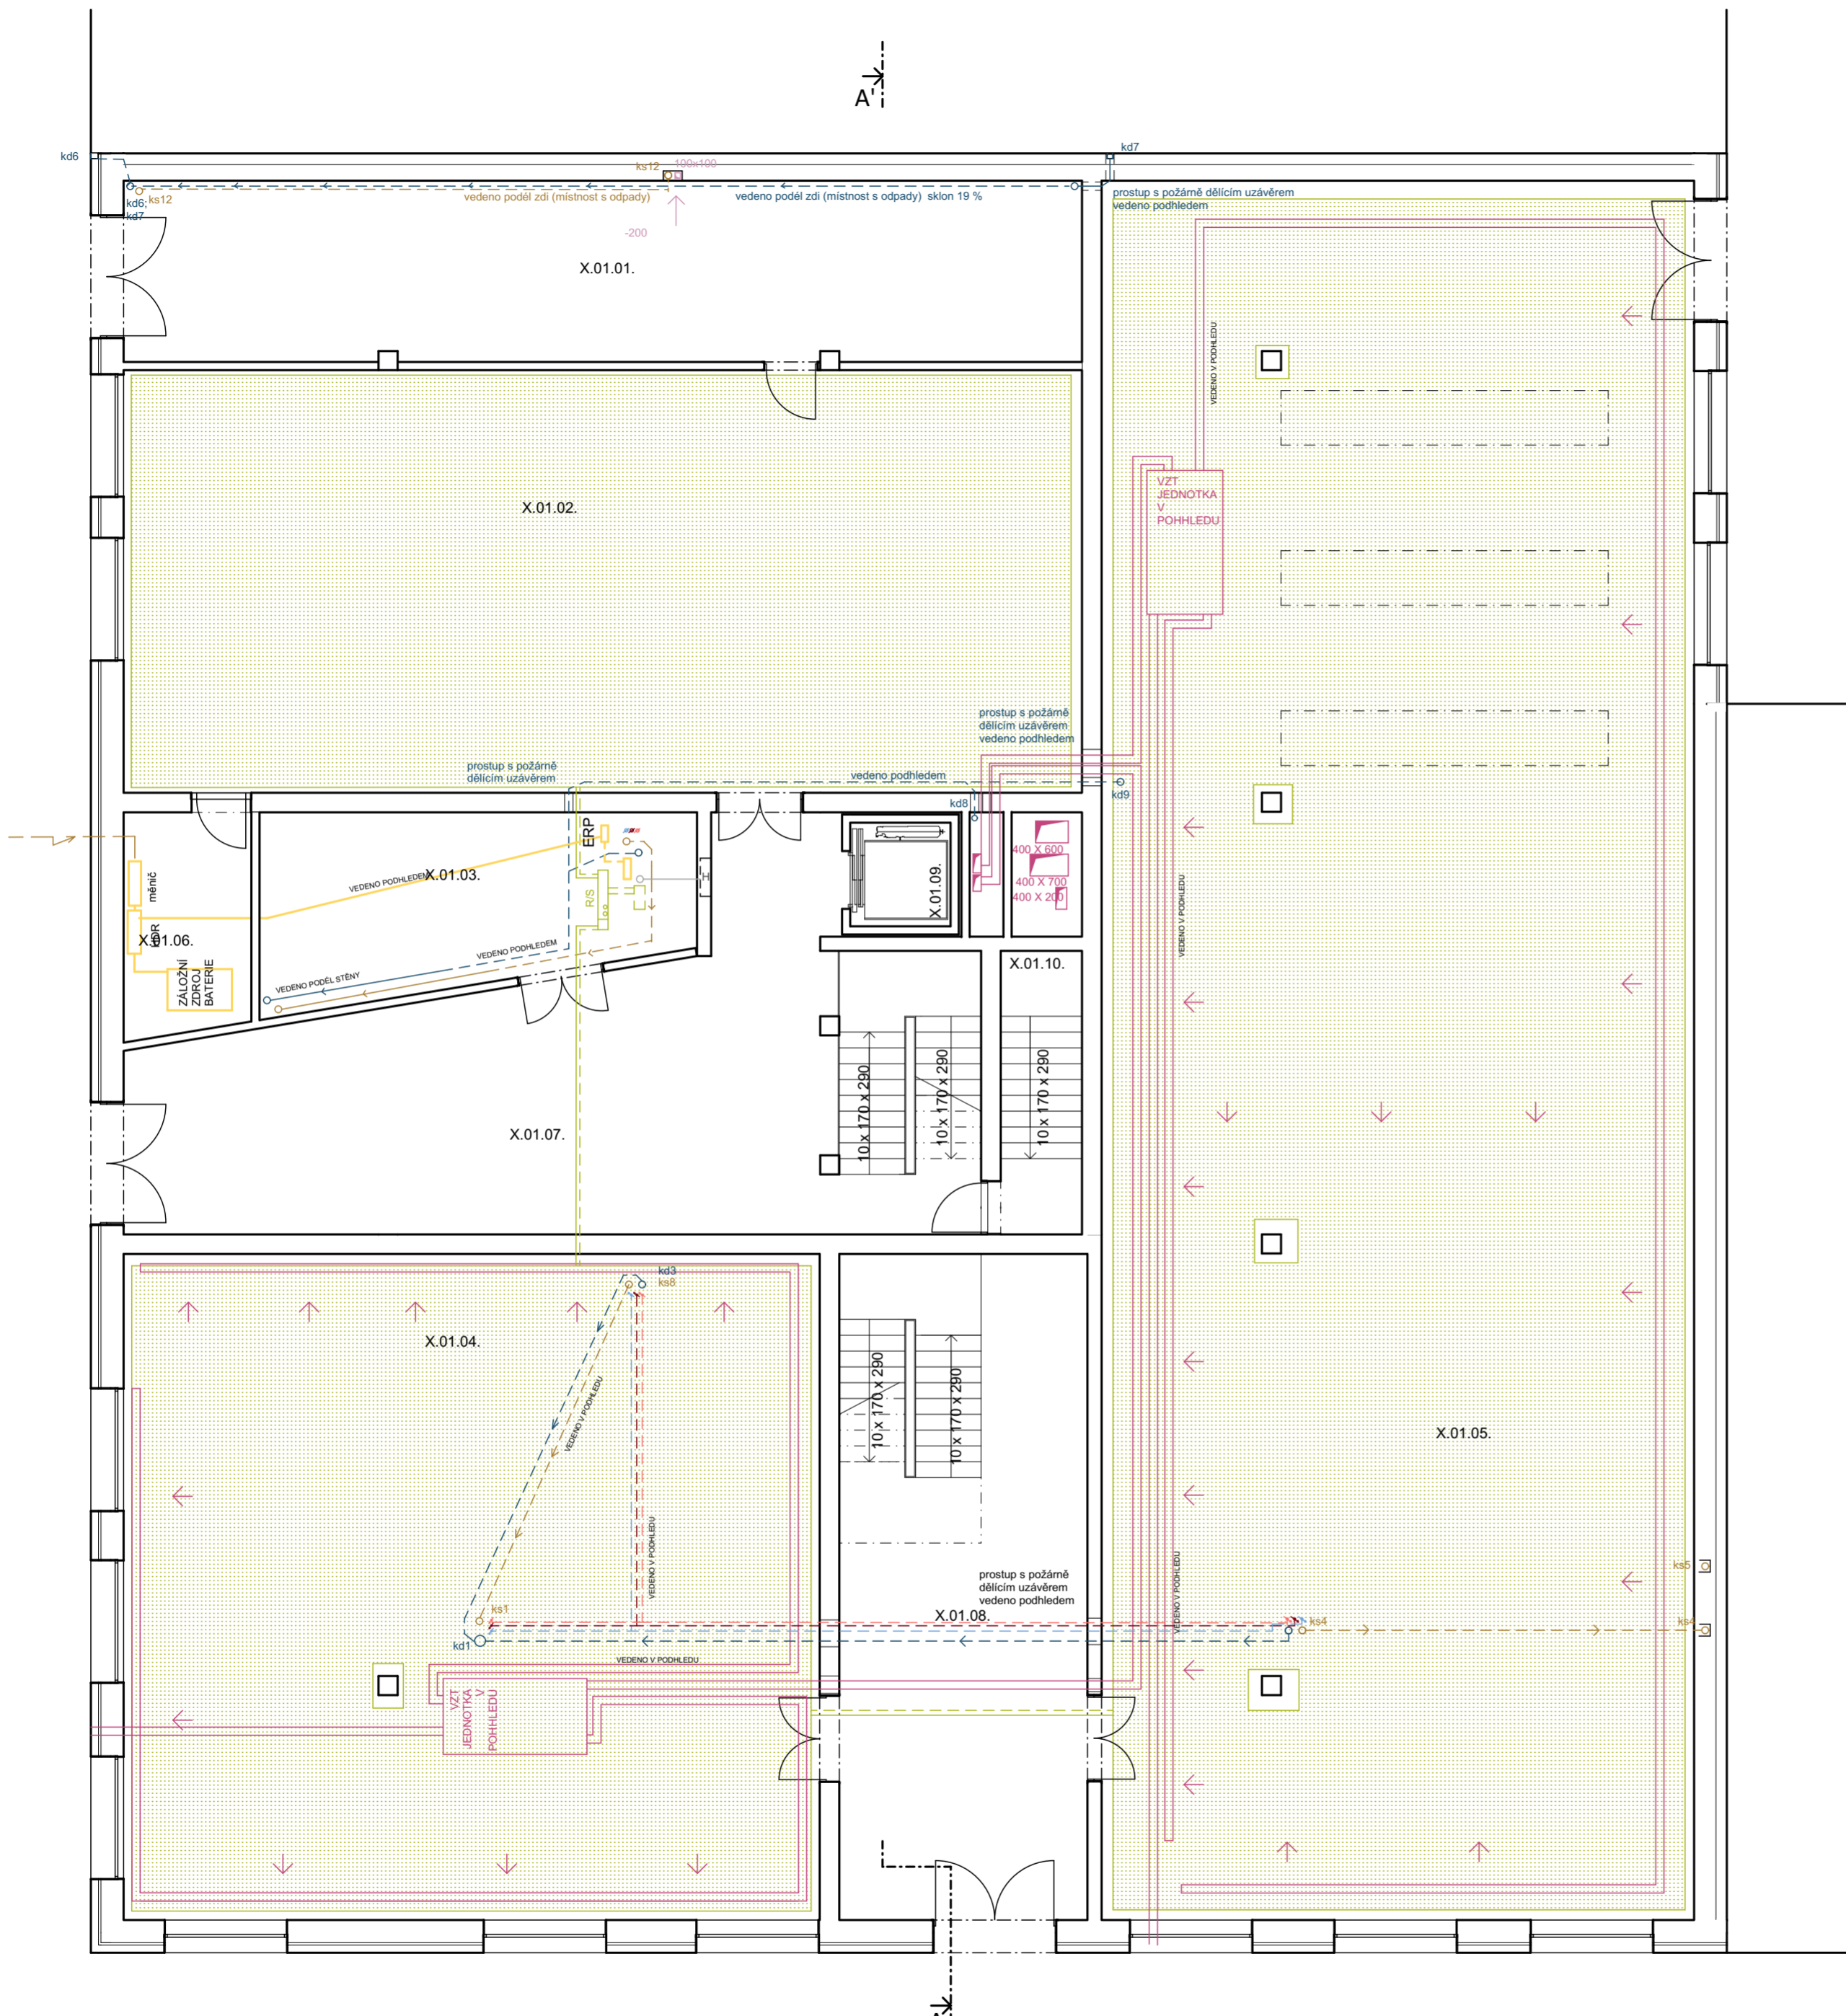 A'
kd6
kd7
ks12
100x100
kd6;
kd7
ks12
vedeno podél zdi (místnost s odpady)
vedeno podél zdi (místnost s odpady)  sklon 19 %
prostup s požárně dělícím uzávěrem
vedeno podhledem
-200
X.01.01.
VEDENO V PODHLEDU
VZT
JEDNOTKA
V
POHHLEDU
X.01.02.
prostup s požárně
dělícím uzávěrem
vedeno podhledem
prostup s požárně
dělícím uzávěrem
vedeno podhledem
kd9
kd8
ERP
400 X 600
400 X 700
400 X 200
X.01.09.
X.01.03.
VEDENO PODHLEDEM
R/S
H
měnič
X.01.06.
ZÁLOŽNÍ
ZDROJ
BATERIE
VEDENO PODHLEDEM
VEDENO PODÉL STĚNY
VEDENO V PODHLEDU
X.01.10.
10 x 170 x 290
10 x 170 x 290
10 x 170 x 290
X.01.07.
kd3
ks8
X.01.04.
VEDENO V PODHLEDU
VEDENO V PODHLEDU
10 x 170 x 290
10 x 170 x 290
X.01.05.
prostup s požárně
dělícím uzávěrem
vedeno podhledem
X.01.08.
VEDENO V PODHLEDU
ks5
ks1
kd1
ks4
ks4
VEDENO V PODHLEDU
VZT
JEDNOTKA
V
POHHLEDU